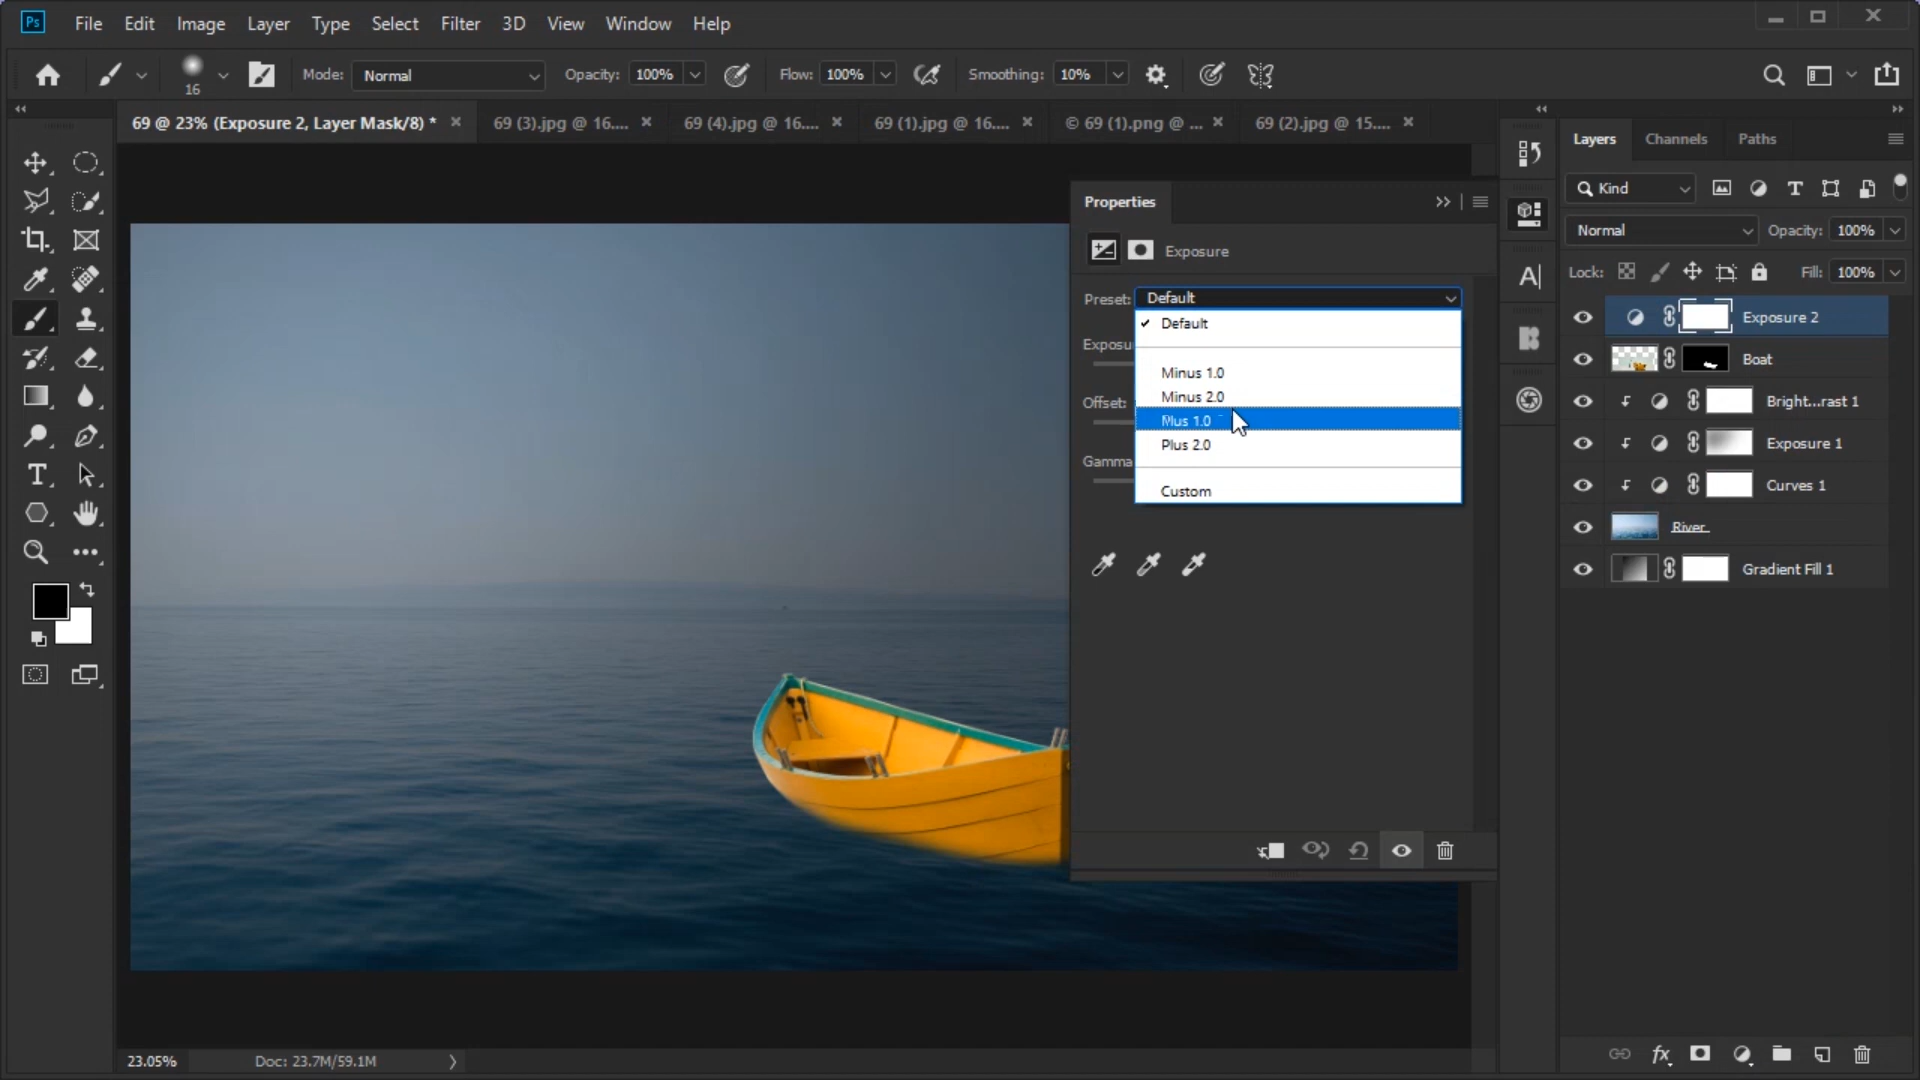 Ps File Edit Image Layer Type Select Filter 3D View Window Help
16 Mode: Normal Opacity: 100% Flow: 100% Smoothing: 10%
69 @ 23% (Exposure 2, Layer Mask/8) * 69 (3).jpg @ 16.... 69 (4).jpg @ 16.... 69 (1).jpg @ 16.... © 69 (1).png @ ... 69 (2).jpg @ 15....
Properties
Exposure
Preset: Default
Default
Exposu
Minus 1.0
Minus 2.0
Offset:
Plus 1.0
Plus 2.0
Gamma
Custom
Layers Channels Paths
Kind
Normal Opacity: 100%
Lock: Fill: 100%
Exposure 2
Boat
Bright...rast 1
Exposure 1
Curves 1
River
Gradient Fill 1
23.05% Doc: 23.7M/59.1M
fx